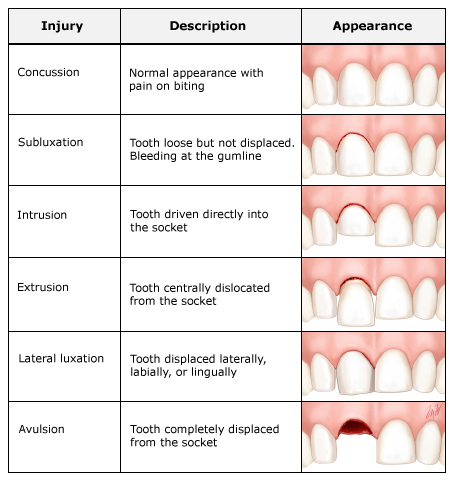 Injury Description Appearance
Concussion
Normal appearance with
pain on biting
Subluxation
Tooth loose but not displaced.
Bleeding at the gumline
Intrusion
Tooth driven directly into
the socket
Extrusion
Tooth centrally dislocated
from the socket
Lateral luxation
Tooth displaced laterally,
labially, or lingually
Avulsion
Tooth completely displaced
from the socket